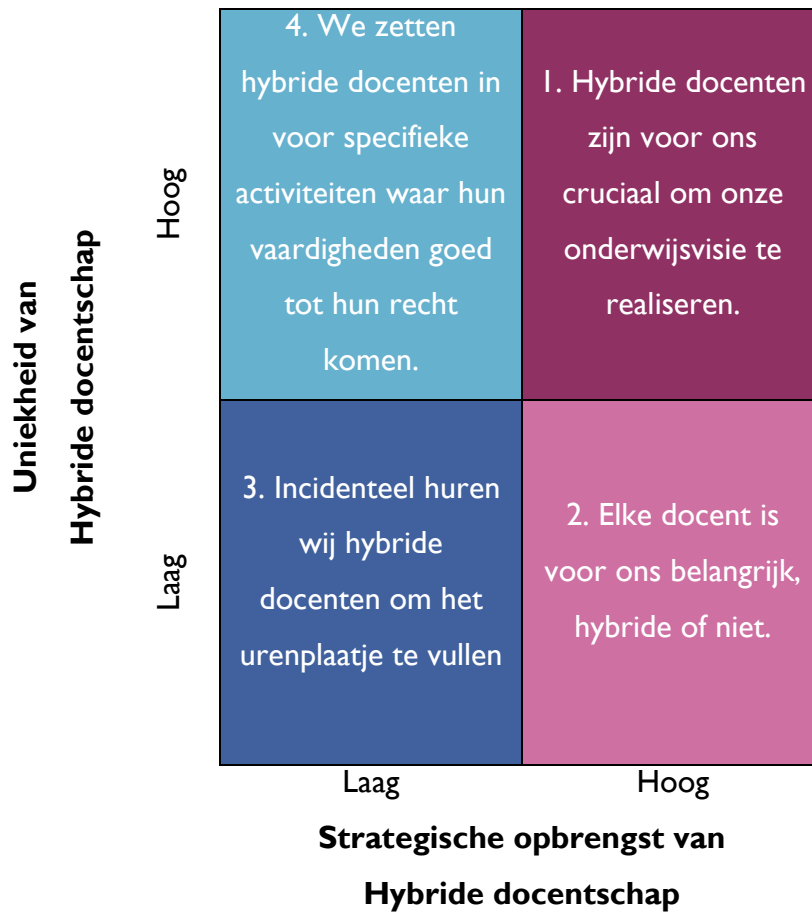 4. We zetten
hybride docenten in
voor specifieke
activiteiten waar hun
vaardigheden goed
tot hun recht
komen.
1. Hybride docenten
zijn voor ons
cruciaal om onze
onderwijsvisie te
realiseren.
Hoog
Uniekheid van
Hybride docentschap
Laag
3. Incidenteel huren
wij hybride
docenten om het
urenplaatje te vullen
2. Elke docent is
voor ons belangrijk,
hybride of niet.
Laag
Hoog
Strategische opbrengst van
Hybride docentschap